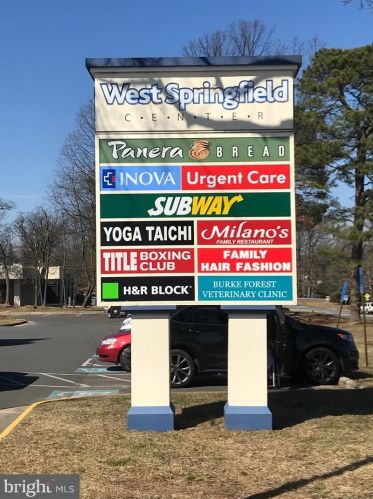 West Springfield
C·E·N·T·E·R
Panera BREAD
INOVA Urgent Care
SUBWAY
YOGA TAICHI
Milano's
FAMILY RESTAURANT
TITLE BOXING
CLUB
FAMILY
HAIR FASHION
H&R BLOCK
BURKE FOREST
VETERINARY CLINIC
bright MLS